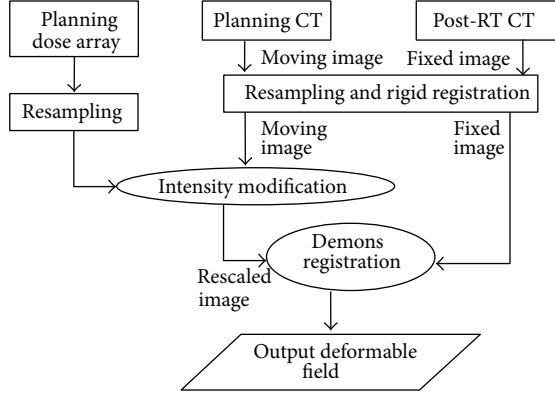 Planning
dose array
Planning CT
Post-RT CT
Moving image
Fixed image
Resampling
Resampling and rigid registration
Moving
image
Fixed
image
Intensity modification
Demons
registration
Rescaled
image
Output deformable
field